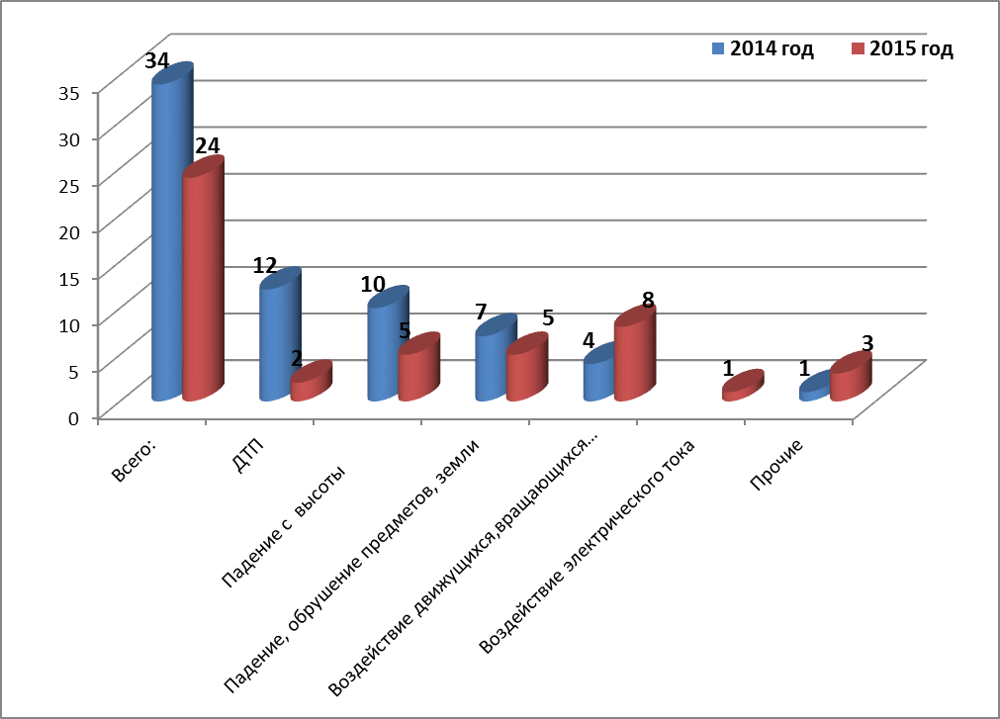 2014 год
2015 год
35
30
25
20
15
10
5
0
34
24
12
2
10
5
7
5
4
8
1
1
3
Всего:
ДТП
Падение с высоты
Падение, обрушение предметов, земли
Воздействие движущихся,вращающихся...
Воздействие электрического тока
Прочие